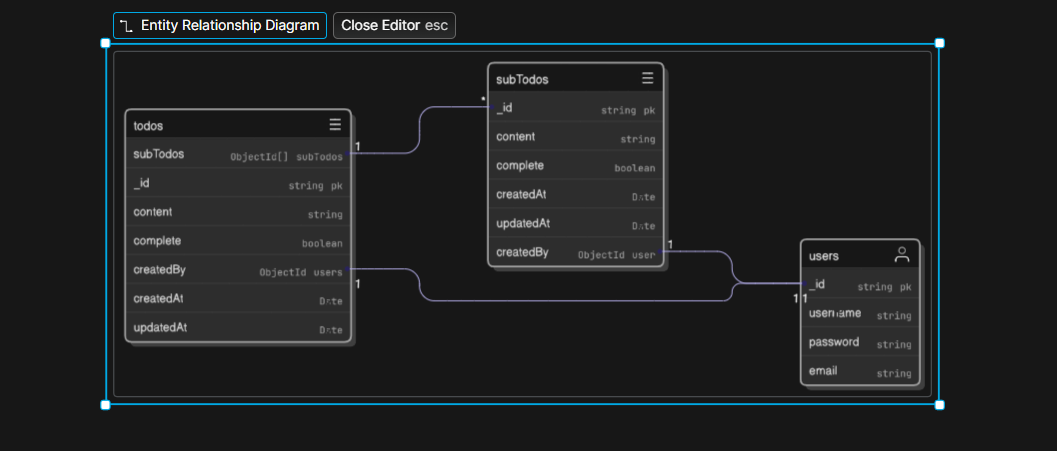 Entity Relationship Diagram Close Editor esc
todos
subTodos ObjectId[] subTodos
_id string pk
content string
complete boolean
createdBy ObjectId users
createdAt Date
updatedAt Date
1
1
subTodos
*
_id string pk
content string
complete boolean
createdAt Date
updatedAt Date
createdBy ObjectId user
1
users
_id string pk
1 1
username string
password string
email string